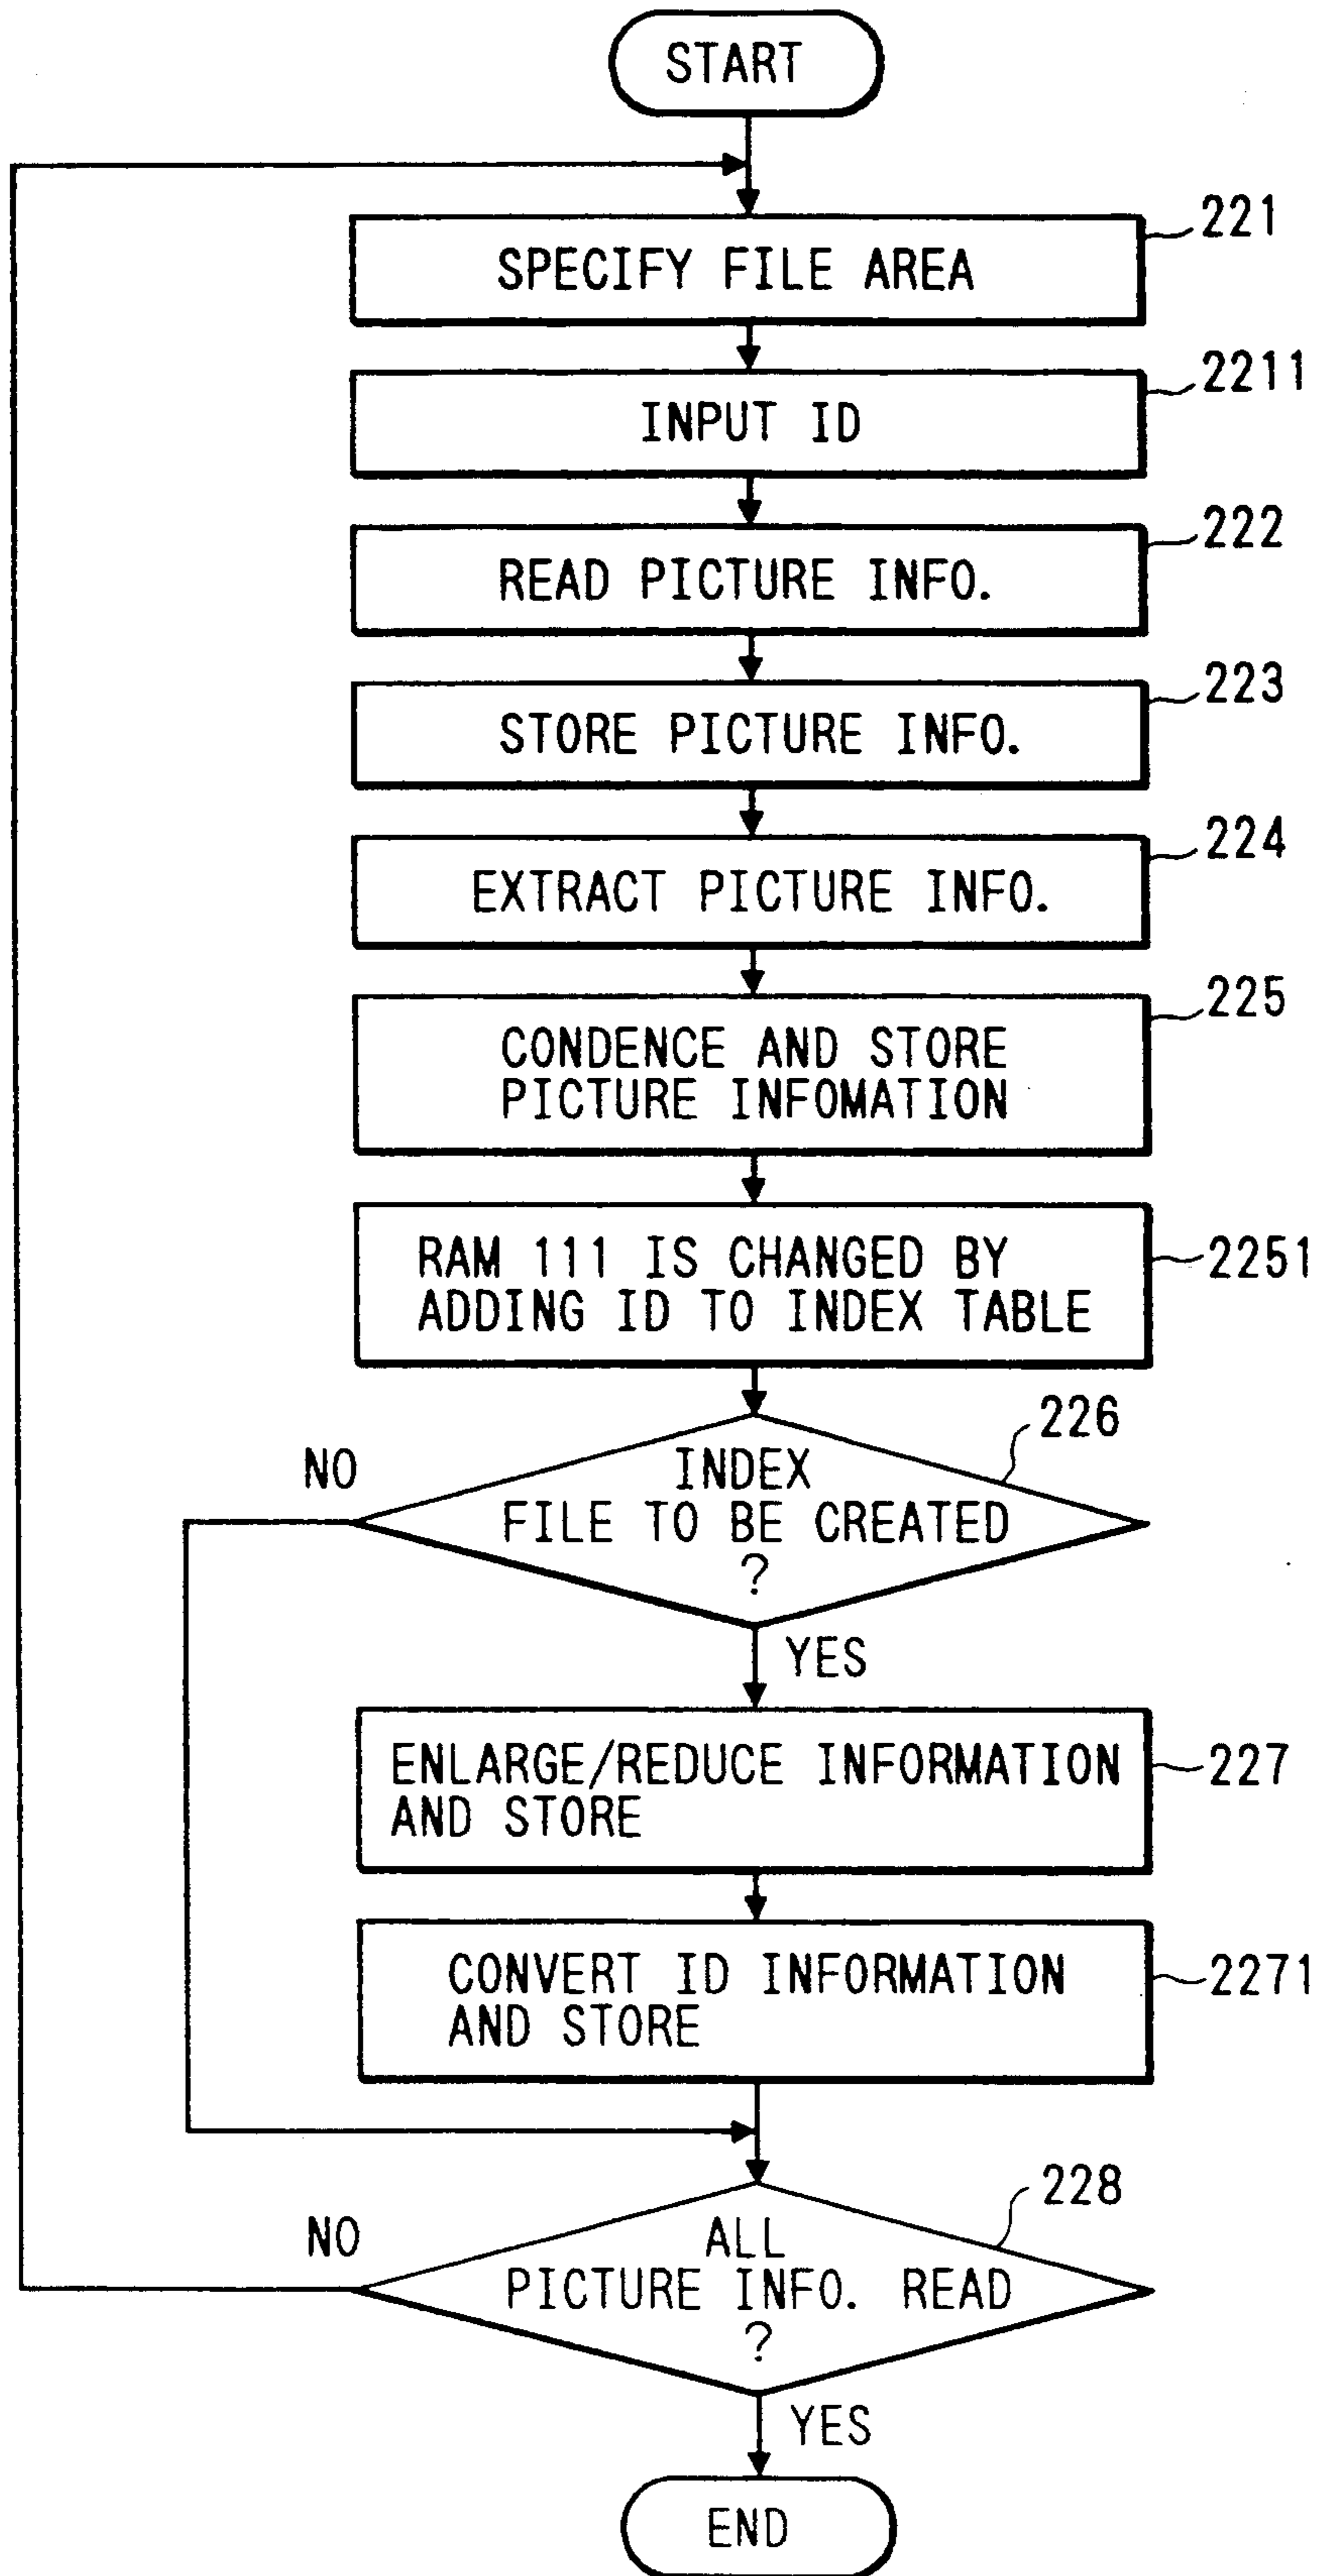 START
221
SPECIFY FILE AREA
2211
INPUT ID
222
READ PICTURE INFO.
223
STORE PICTURE INFO.
224
EXTRACT PICTURE INFO.
225
CONDENCE AND STORE
PICTURE INFOMATION
2251
RAM 111 IS CHANGED BY
ADDING ID TO INDEX TABLE
226
NO
INDEX
FILE TO BE CREATED
?
YES
227
ENLARGE/REDUCE INFORMATION
AND STORE
2271
CONVERT ID INFORMATION
AND STORE
228
NO
ALL
PICTURE INFO. READ
?
YES
END